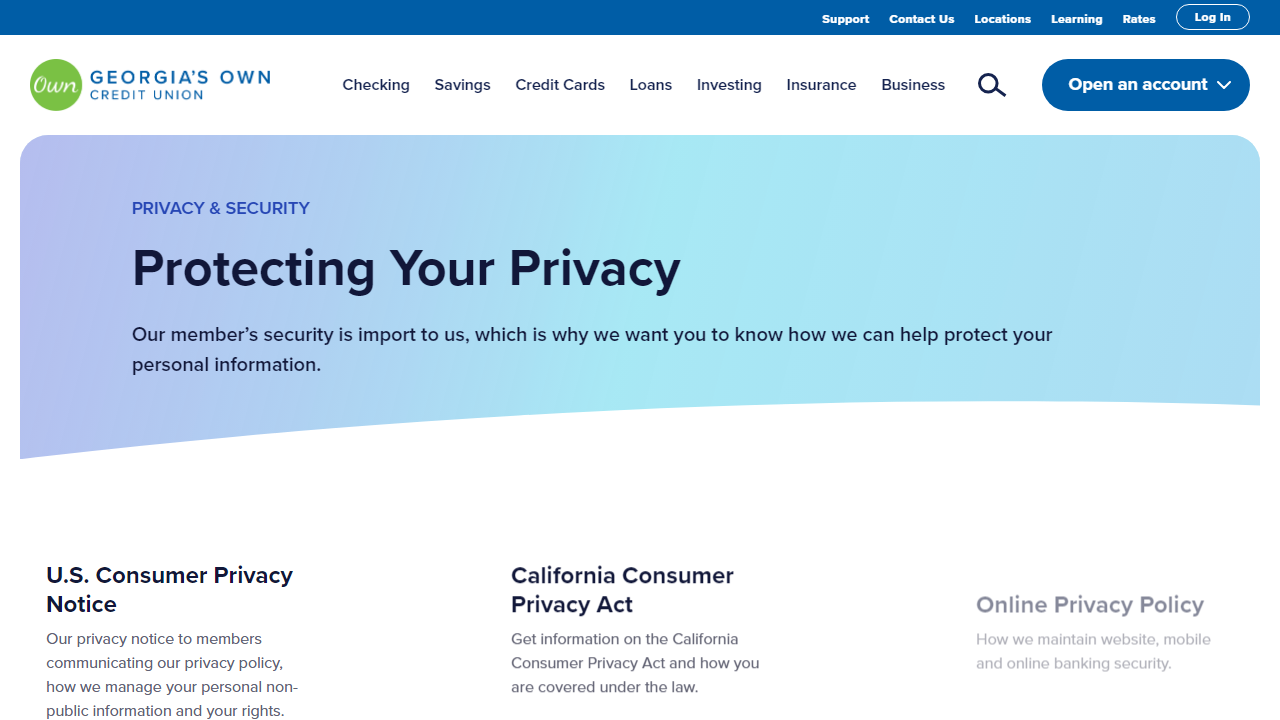 Support Contact Us Locations Learning Rates Log In
Own GEORGIA'S OWN
CREDIT UNION
Checking Savings Credit Cards Loans Investing Insurance Business Open an account
PRIVACY & SECURITY
Protecting Your Privacy
Our member’s security is import to us, which is why we want you to know how we can help protect your
personal information.
U.S. Consumer Privacy
Notice
Our privacy notice to members
communicating our privacy policy,
how we manage your personal non-
public information and your rights.
California Consumer
Privacy Act
Get information on the California
Consumer Privacy Act and how you
are covered under the law.
Online Privacy Policy
How we maintain website, mobile
and online banking security.